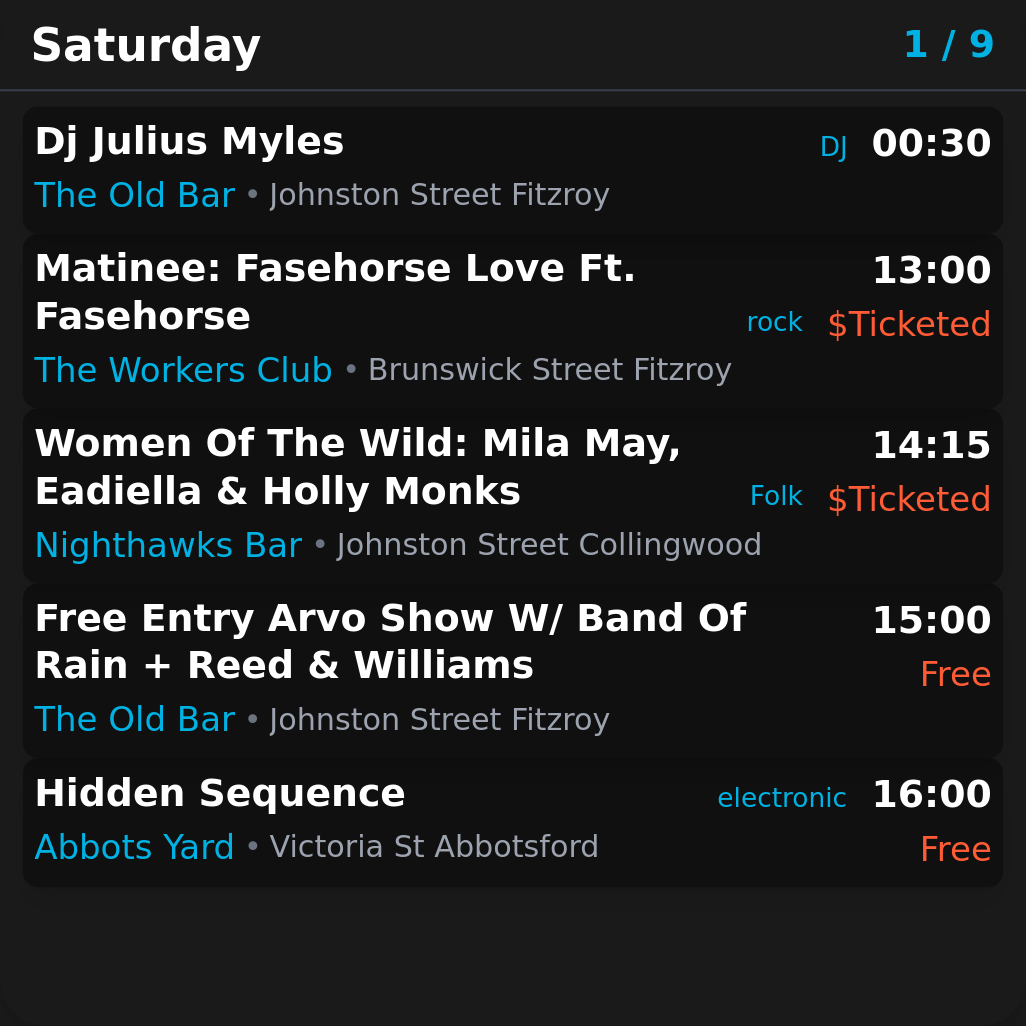 Saturday
1 / 9
Dj Julius Myles
DJ 00:30
The Old Bar • Johnston Street Fitzroy
Matinee: Fasehorse Love Ft.
Fasehorse
13:00
rock $Ticketed
The Workers Club • Brunswick Street Fitzroy
Women Of The Wild: Mila May,
Eadiella & Holly Monks
14:15
Folk $Ticketed
Nighthawks Bar • Johnston Street Collingwood
Free Entry Arvo Show W/ Band Of
Rain + Reed & Williams
15:00
Free
The Old Bar • Johnston Street Fitzroy
Hidden Sequence
electronic 16:00
Abbots Yard • Victoria St Abbotsford
Free